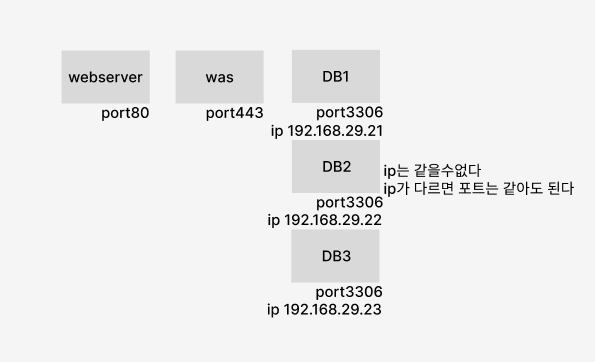 webserver
port80
was
port443
DB1
port3306
ip 192.168.29.21
DB2
port3306
ip 192.168.29.22
ip는 같을수없다
ip가 다르면 포트는 같아도 된다
DB3
port3306
ip 192.168.29.23